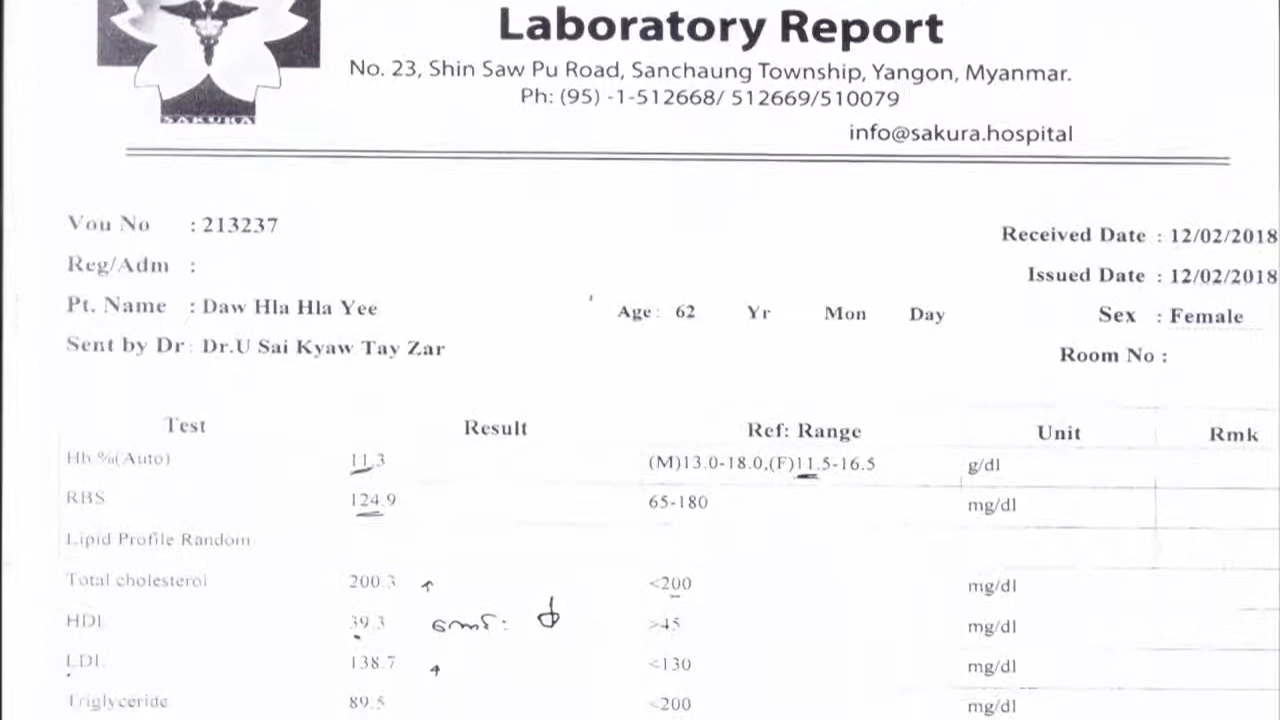 SAKURA
Laboratory Report
No. 23, Shin Saw Pu Road, Sanchaung Township, Yangon, Myanmar.
Ph: (95) -1-512668/ 512669/510079
info@sakura.hospital
Vou No : 213237
Received Date : 12/02/2018
Reg/Adm :
Issued Date : 12/02/2018
Pt. Name : Daw Hla Hla Yee Age : 62 Yr Mon Day Sex : Female
Sent by Dr : Dr.U Sai Kyaw Tay Zar
Room No :
Test Result Ref: Range Unit Rmk
Hb %(Auto) 11.3 (M)13.0-18.0,(F)11.5-16.5 g/dl
RBS 124.9 65-180 mg/dl
Lipid Profile Random
Total cholesterol 200.3 ↑ <200 mg/dl
HDL 39.3 >45 mg/dl
LDL 138.7 ↑ <130 mg/dl
Triglyceride 89.5 <200 mg/dl